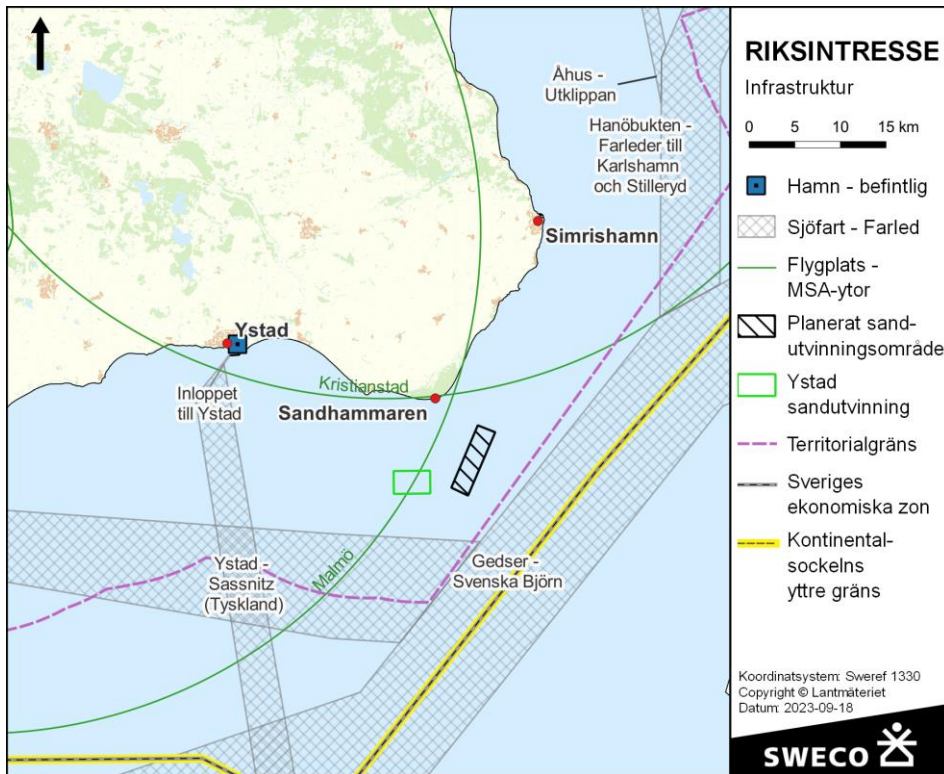 Åhus -
Utklippan
Hanöbukten -
Farleder till
Karlshamn
och Stilleryd
Simrishamn
Ystad
Kristianstad
Inloppet
till Ystad
Sandhammaren
Malmö
Ystad -
Sassnitz
(Tyskland)
Gedser -
Svenska Björn
RIKSINTRESSE
Infrastruktur
0 5 10 15 km
Hamn - befintlig
Sjöfart - Farled
Flygplats -
MSA-ytor
Planerat sand-
utvinningsområde
Ystad
sandutvinning
Territorialgräns
Sveriges
ekonomiska zon
Kontinental-
sockelns
yttre gräns
Koordinatsystem: Sweref 1330
Copyright © Lantmäteriet
Datum: 2023-09-18
SWECO